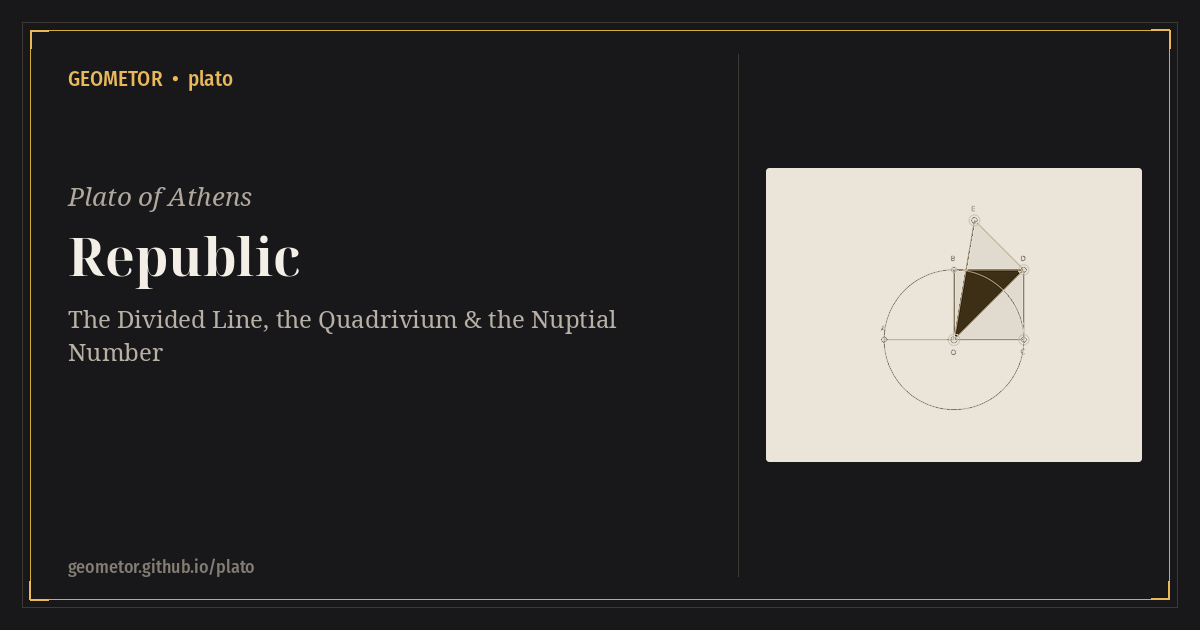 GEOMETOR • plato
Plato of Athens
Republic
The Divided Line, the Quadrivium & the Nuptial
Number
E
B
D
A
O
C
geometor.github.io/plato